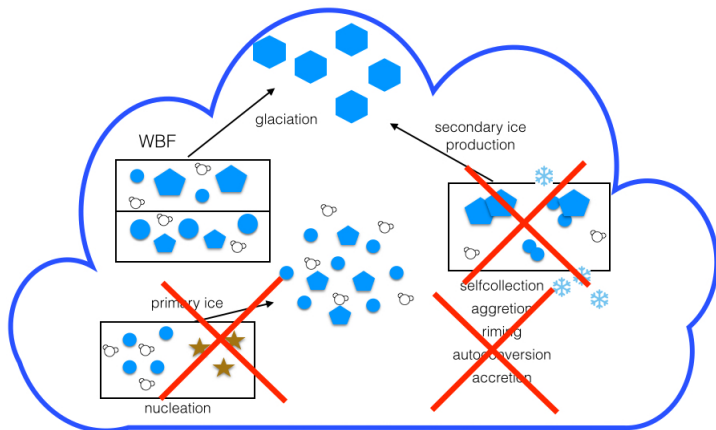 glaciation
secondary ice
production
WBF
selfcollection
aggretion
riming
autoconversion
accretion
primary ice
nucleation